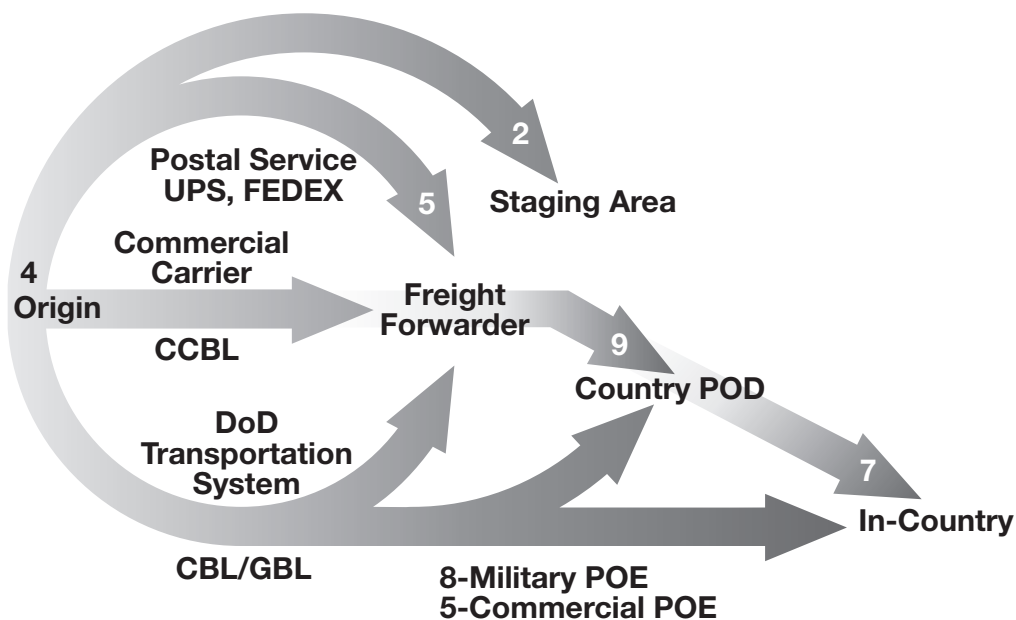 2
Postal Service
UPS, FEDEX
5
Staging Area
Commercial
Carrier
4
Origin
CCBL
Freight
Forwarder
9
Country POD
DoD
Transportation
System
7
In-Country
CBL/GBL
8-Military POE
5-Commercial POE